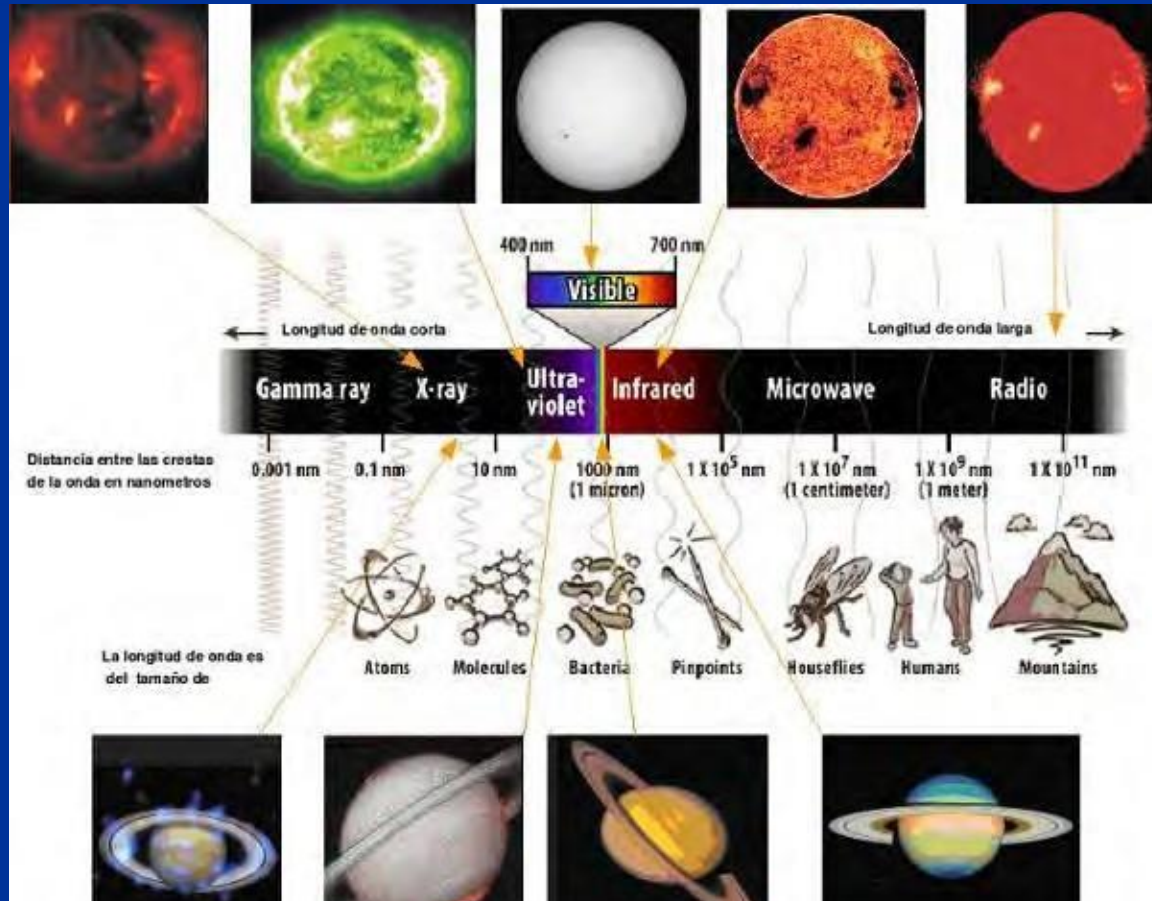 400 nm 700 nm
Visible
Longitud de onda corta Longitud de onda larga
Gamma ray X-ray Ultra-violet Infrared Microwave Radio
Distancia entre las crestas
de la onda en nanometros
0.001 nm 0.1 nm 10 nm 1000 nm 1 X 10⁵ nm 1 X 10⁷ nm 1 X 10⁹ nm 1 X 10¹¹ nm
(1 micron) (1 centimeter) (1 meter)
La longitud de onda es
del tamaño de
Atoms Molecules Bacteria Pinpoints Houseflies Humans Mountains